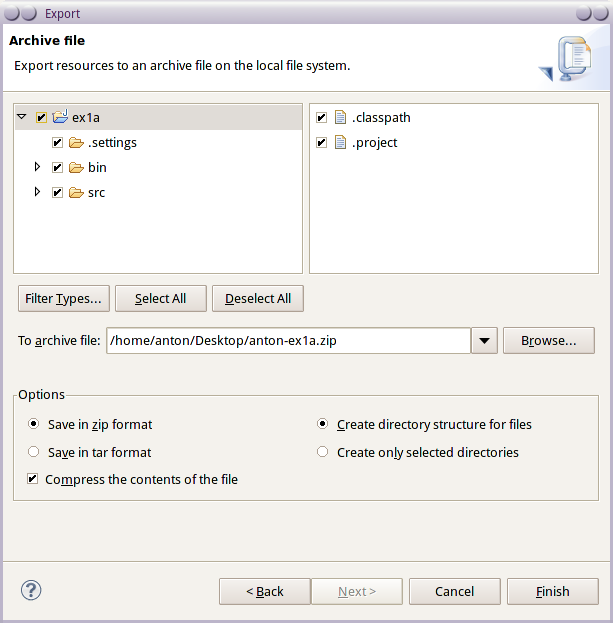 Export
Archive file
Export resources to an archive file on the local file system.
ex1a
.settings
bin
src
.classpath
.project
Filter Types...
Select All
Deselect All
To archive file:
/home/anton/Desktop/anton-ex1a.zip
Browse...
Options
Save in zip format
Create directory structure for files
Save in tar format
Create only selected directories
Compress the contents of the file
?
< Back
Next >
Cancel
Finish